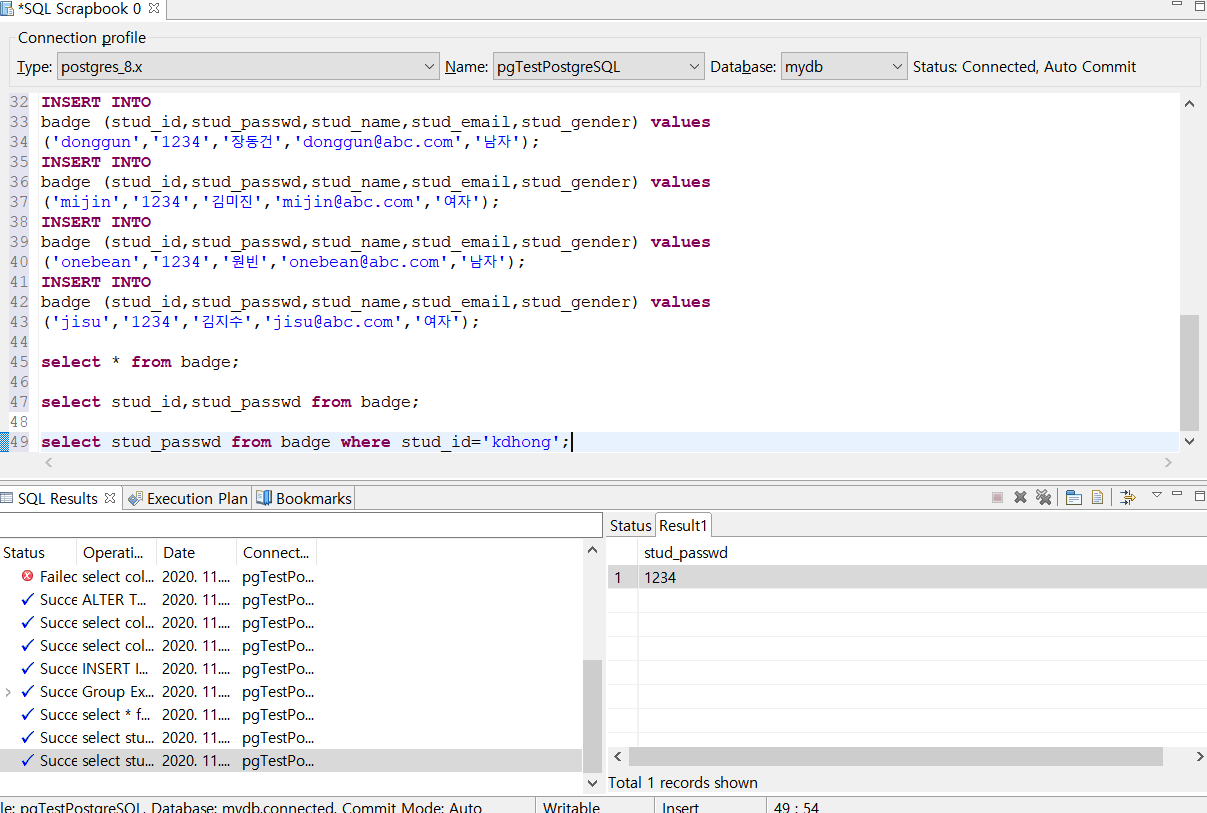 *SQL Scrapbook 0
Connection profile
Type: postgres_8.x Name: pgTestPostgreSQL Database: mydb Status: Connected, Auto Commit
32 INSERT INTO
33 badge (stud_id,stud_passwd,stud_name,stud_email,stud_gender) values
34 ('donggun','1234','장동건','donggun@abc.com','남자');
35 INSERT INTO
36 badge (stud_id,stud_passwd,stud_name,stud_email,stud_gender) values
37 ('mijin','1234','김미진','mijin@abc.com','여자');
38 INSERT INTO
39 badge (stud_id,stud_passwd,stud_name,stud_email,stud_gender) values
40 ('onebean','1234','원빈','onebean@abc.com','남자');
41 INSERT INTO
42 badge (stud_id,stud_passwd,stud_name,stud_email,stud_gender) values
43 ('jisu','1234','김지수','jisu@abc.com','여자');
44
45 select * from badge;
46
47 select stud_id,stud_passwd from badge;
48
49 select stud_passwd from badge where stud_id='kdhong';
SQL Results Execution Plan Bookmarks
Status Operati... Date Connect...
Failed select col... 2020. 11.... pgTestPo...
Succe ALTER T... 2020. 11.... pgTestPo...
Succe select col... 2020. 11.... pgTestPo...
Succe select col... 2020. 11.... pgTestPo...
Succe INSERT I... 2020. 11.... pgTestPo...
Succe Group Ex... 2020. 11.... pgTestPo...
Succe select * f... 2020. 11.... pgTestPo...
Succe select stu... 2020. 11.... pgTestPo...
Succe select stu... 2020. 11.... pgTestPo...
Status Result1
stud_passwd
1 1234
Total 1 records shown
le: pgTestPostgreSQL, Database: mydb,connected, Commit Mode: Auto Writable Insert 49 : 54